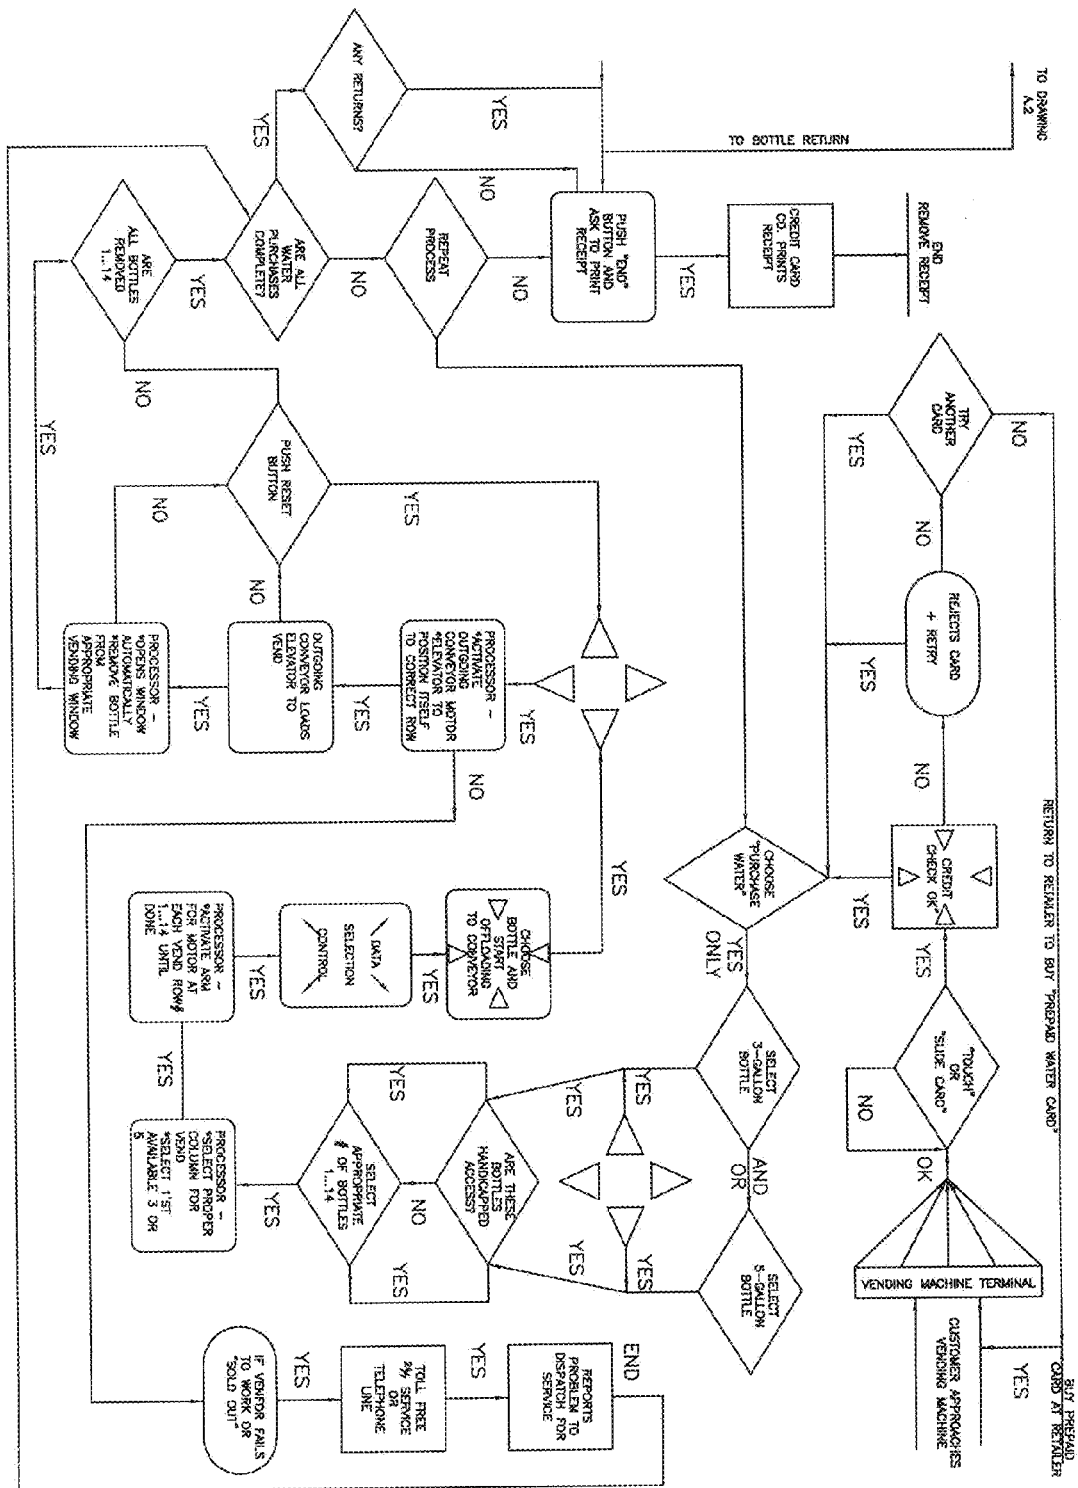 BUY PREPAID
CARD AT RETAILER
RETURN TO RETAILER TO BUY "PREPAID WATER CARD"
YES
CUSTOMER APPROACHES
VENDING MACHINE
VENDING MACHINE TERMINAL
OK
"TOUCH"
OR
"SLIDE CARD"
NO
YES
CREDIT
CHECK OK"
NO
REJECTS CARD
+ RETRY
NO
YES
TRY
ANOTHER
CARD
NO
YES
YES
CHOOSE
"PURCHASE
WATER"
YES
ONLY
SELECT
3-GALLON
BOTTLE
AND
OR
SELECT
5-GALLON
BOTTLE
YES
YES
YES
YES
ARE THESE
BOTTLES
HANDICAPPED
ACCESS?
YES
NO
YES
SELECT
APPROPRIATE
# OF BOTTLES
1...14
YES
PROCESSOR -
*SELECT PROPER
COLUMN FOR
VEND
*SELECT 1'ST
AVAILABLE 3 OR
5
YES
PROCESSOR -
*ACTIVATE ARM
FOR MOTOR AT
EACH VEND ROW#
1...14 UNTIL
DONE
YES
DATA
SELECTION
CONTROL
YES
CHOOSE
BOTTLE AND
START
OFFLOADING
TO CONVEYOR
YES
YES
PROCESSOR -
*ACTIVATE
OUTGOING
CONVEYOR MOTOR
*ELEVATOR TO
POSITION ITSELF
TO CORRECT ROW
NO
YES
OUTGOING
CONVEYOR LOADS
ELEVATOR TO
VEND
NO
YES
PROCESSOR -
*OPENS WINDOW
AUTOMATICALLY
*REMOVE BOTTLE
FROM
APPROPRIATE
VENDING WINDOW
NO
YES
PUSH RESET
BUTTON
YES
NO
ARE
ALL BOTTLES
REMOVED
1...14
YES
ARE ALL
WATER
PURCHASES
COMPLETE?
YES
NO
ANY RETURNS?
YES
NO
REPEAT
PROCESS
NO
PUSH "END"
BUTTON AND
ASK TO PRINT
RECEIPT
YES
CREDIT CARD
CO. PRINTS
RECEIPT
END
REMOVE RECEIPT
TO BOTTLE RETURN
TO DRAWING
A.2
IF VENDOR FAILS
TO WORK OR
"SOLD OUT"
YES
TOLL FREE
SERVICE
OR
TELEPHONE
LINE
YES
REPORTS
PROBLEM TO
DISPATCH FOR
SERVICE
END